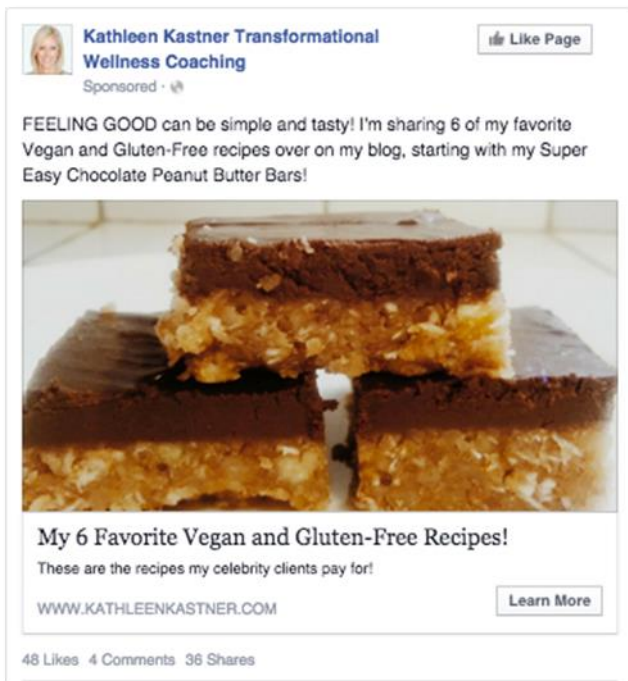 Kathleen Kastner Transformational
Wellness Coaching
Like Page
Sponsored ·
FEELING GOOD can be simple and tasty! I'm sharing 6 of my favorite
Vegan and Gluten-Free recipes over on my blog, starting with my Super
Easy Chocolate Peanut Butter Bars!
My 6 Favorite Vegan and Gluten-Free Recipes!
These are the recipes my celebrity clients pay for!
WWW.KATHLEENKASTNER.COM
Learn More
48 Likes 4 Comments 36 Shares